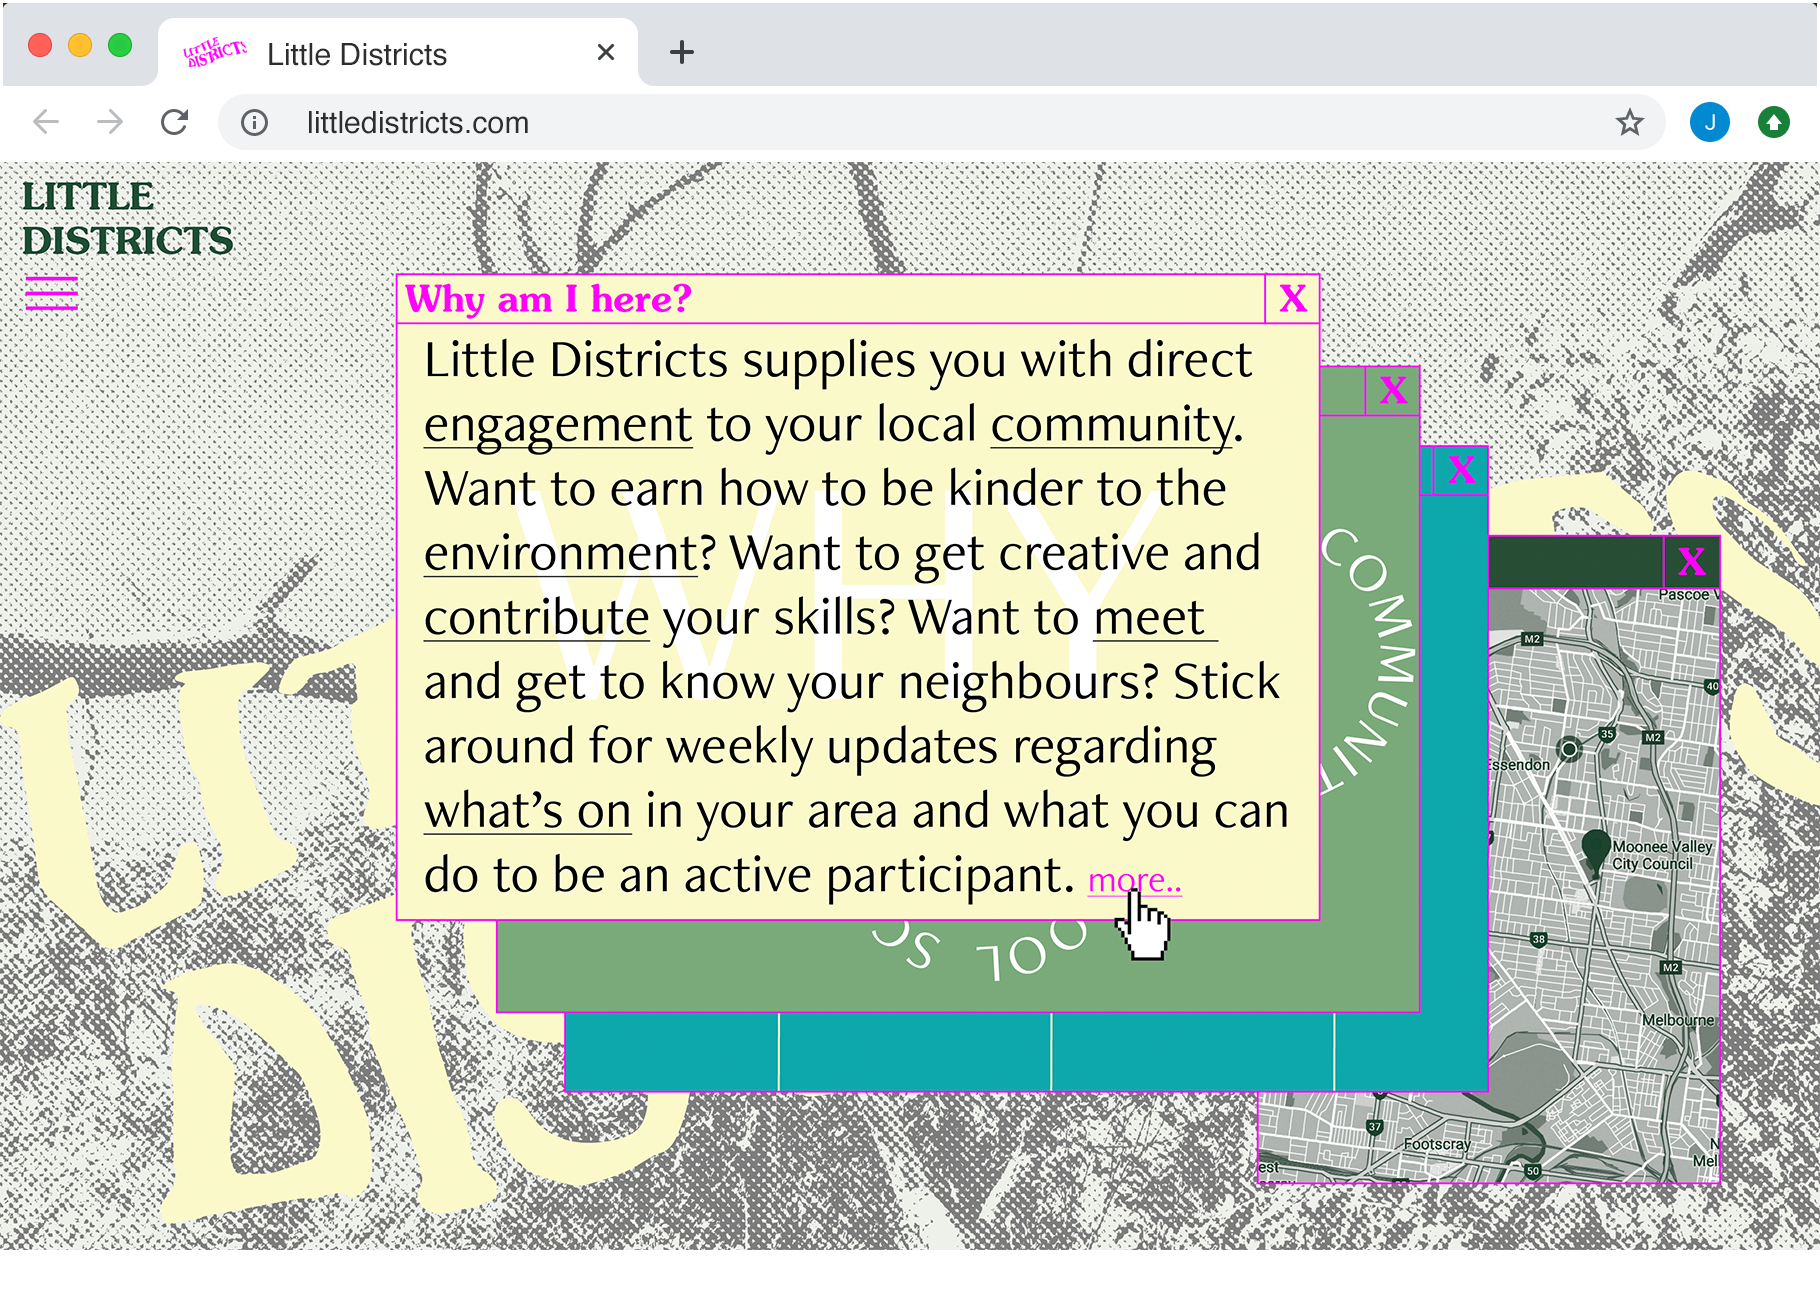 LITTLE DISTRICTS
Little Districts
littledistricts.com
J
LITTLE
DISTRICTS
Why am I here?
X
Little Districts supplies you with direct
engagement to your local community.
Want to earn how to be kinder to the
environment? Want to get creative and
contribute your skills? Want to meet
and get to know your neighbours? Stick
around for weekly updates regarding
what's on in your area and what you can
do to be an active participant. more..
WHY
X
COMMUNIT
SC OOL
X
X
Pascoe V
M2
40
35
M2
Essendon
Moonee Valley
City Council
38
M2
Melbourne
37
Footscray
50
N
Mel
est
LIT
DIS